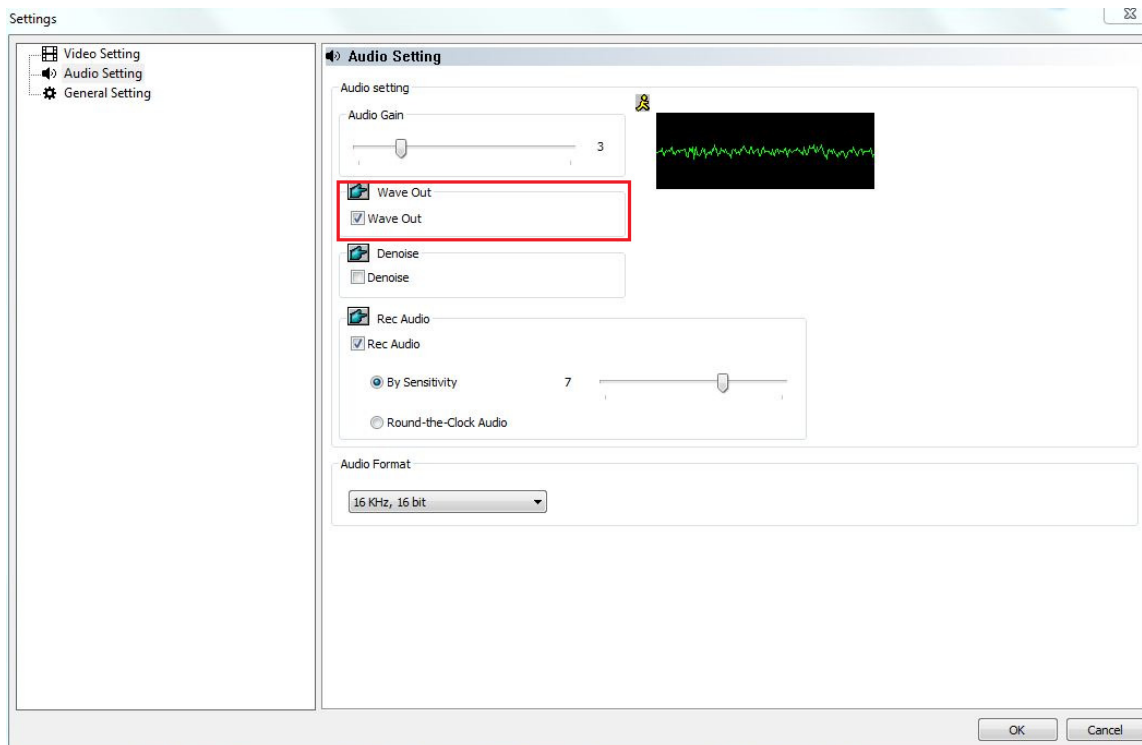 Settings
Video Setting
Audio Setting
General Setting
Audio Setting
Audio setting
Audio Gain
3
Wave Out
Wave Out
Denoise
Denoise
Rec Audio
Rec Audio
By Sensitivity 7
Round-the-Clock Audio
Audio Format
16 KHz, 16 bit
OK Cancel